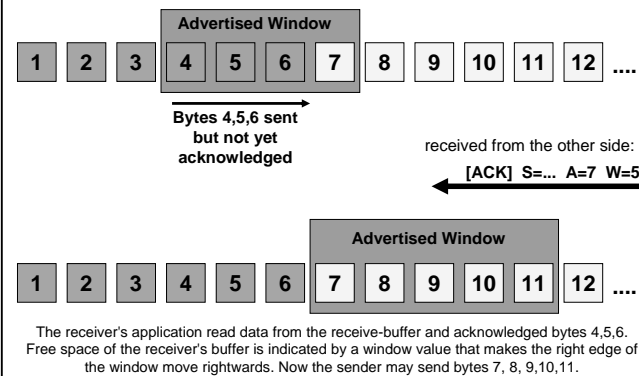 Advertised Window
1 2 3 4 5 6 7 8 9 10 11 12 ....
Bytes 4,5,6 sent
but not yet
acknowledged
received from the other side:
[ACK] S=... A=7 W=5
Advertised Window
1 2 3 4 5 6 7 8 9 10 11 12 ....
The receiver's application read data from the receive-buffer and acknowledged bytes 4,5,6.
Free space of the receiver's buffer is indicated by a window value that makes the right edge of
the window move rightwards. Now the sender may send bytes 7, 8, 9,10,11.